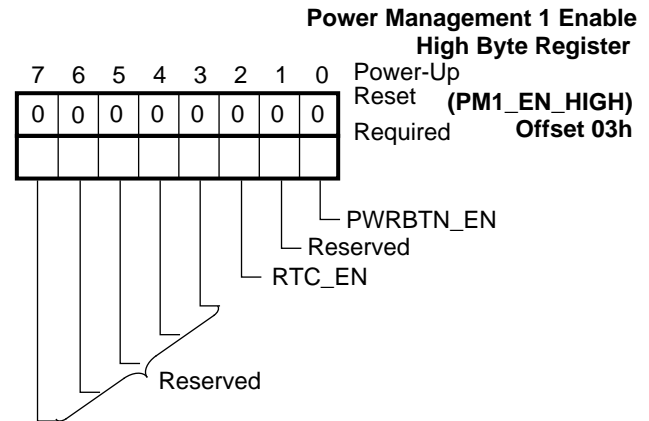 Power Management 1 Enable
High Byte Register
(PM1_EN_HIGH)
Offset 03h
7 6 5 4 3 2 1 0 Power-Up
Reset
0 0 0 0 0 0 0 0
Required
PWRBTN_EN
Reserved
RTC_EN
Reserved